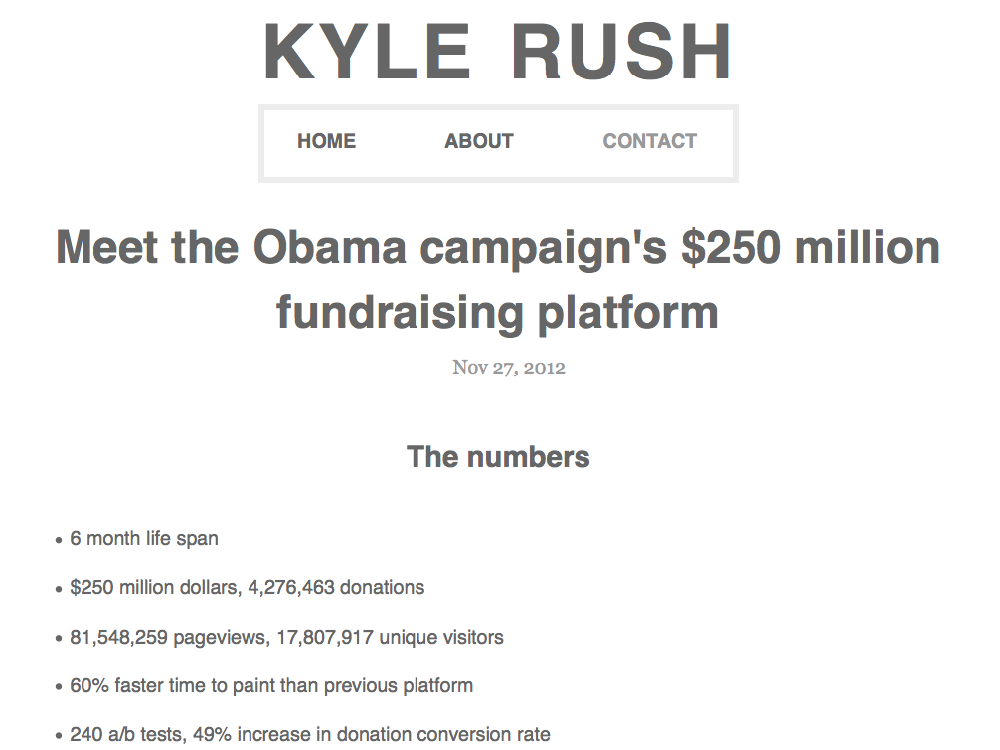 KYLE RUSH
HOME ABOUT CONTACT
Meet the Obama campaign's $250 million
fundraising platform
Nov 27, 2012
The numbers
• 6 month life span
• $250 million dollars, 4,276,463 donations
• 81,548,259 pageviews, 17,807,917 unique visitors
• 60% faster time to paint than previous platform
• 240 a/b tests, 49% increase in donation conversion rate